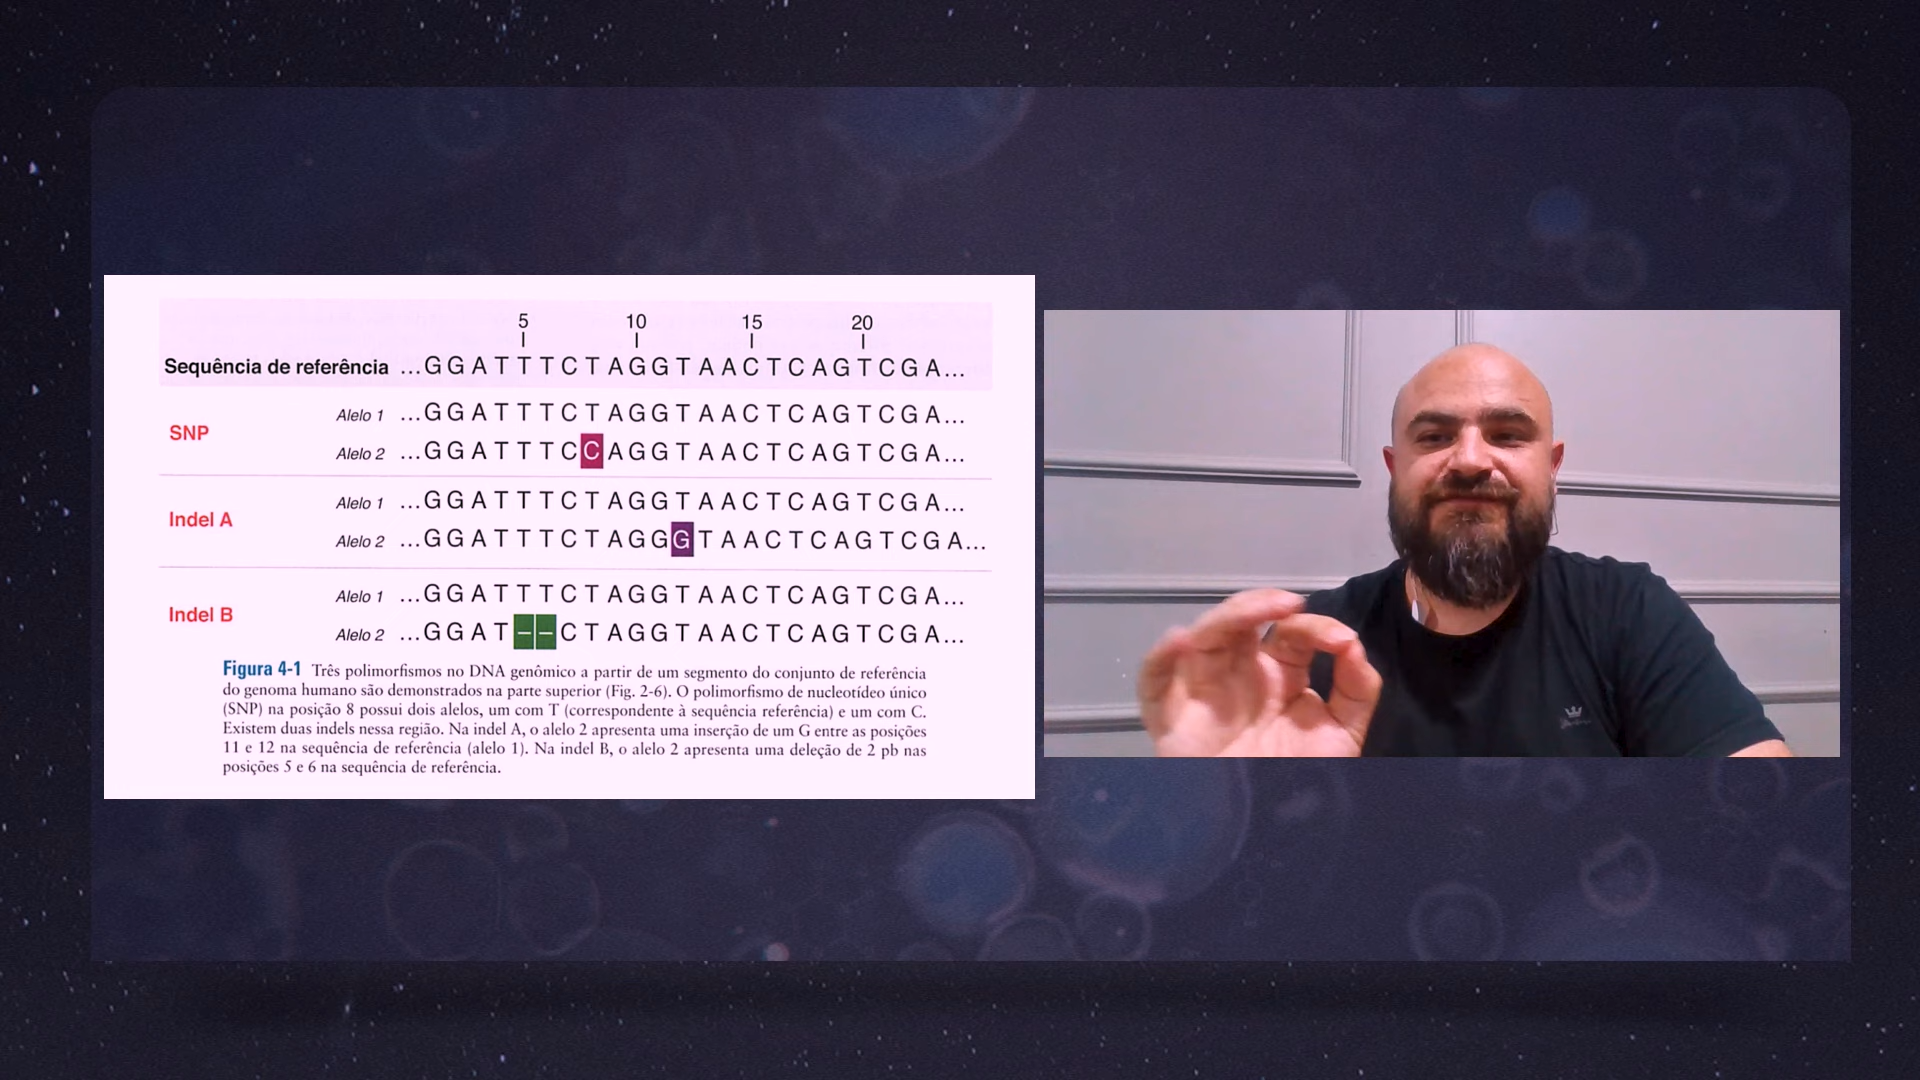 5 10 15 20
Sequência de referência ...GGATTTCTAGGTAACTCAGTCGA...
SNP
Alelo 1 ...GGATTTCTAGGTAACTCAGTCGA...
Alelo 2 ...GGATTTCCAGGTAACTCAGTCGA...
Indel A
Alelo 1 ...GGATTTCTAGGTAACTCAGTCGA...
Alelo 2 ...GGATTTCTAGGGTAACTCAGTCGA...
Indel B
Alelo 1 ...GGATTTCTAGGTAACTCAGTCGA...
Alelo 2 ...GGAT--CTAGGTAACTCAGTCGA...
Figura 4-1 Três polimorfismos no DNA genômico a partir de um segmento do conjunto de referência
do genoma humano são demonstrados na parte superior (Fig. 2-6). O polimorfismo de nucleotídeo único
(SNP) na posição 8 possui dois alelos, um com T (correspondente à sequência referência) e um com C.
Existem duas indels nessa região. Na indel A, o alelo 2 apresenta uma inserção de um G entre as posições
11 e 12 na sequência de referência (alelo 1). Na indel B, o alelo 2 apresenta uma deleção de 2 pb nas
posições 5 e 6 na sequência de referência.